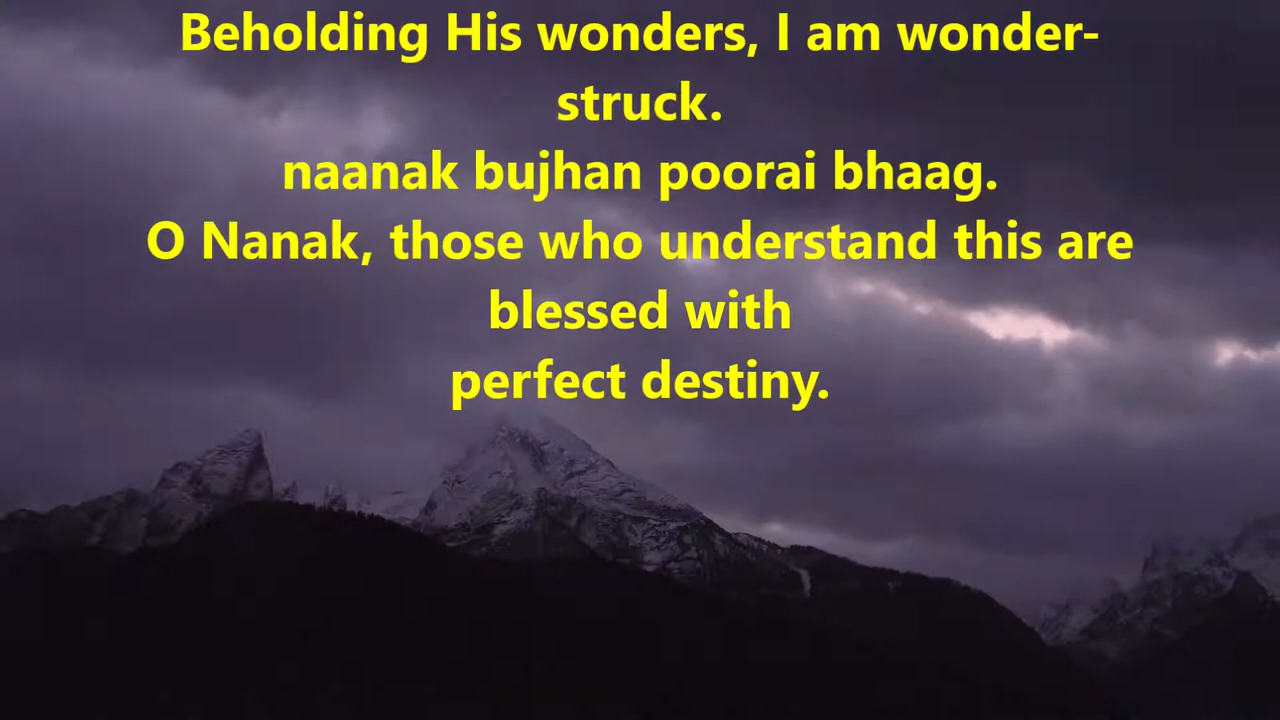 Beholding His wonders, I am wonder-
struck.
naanak bujhan poorai bhaag.
O Nanak, those who understand this are
blessed with
perfect destiny.